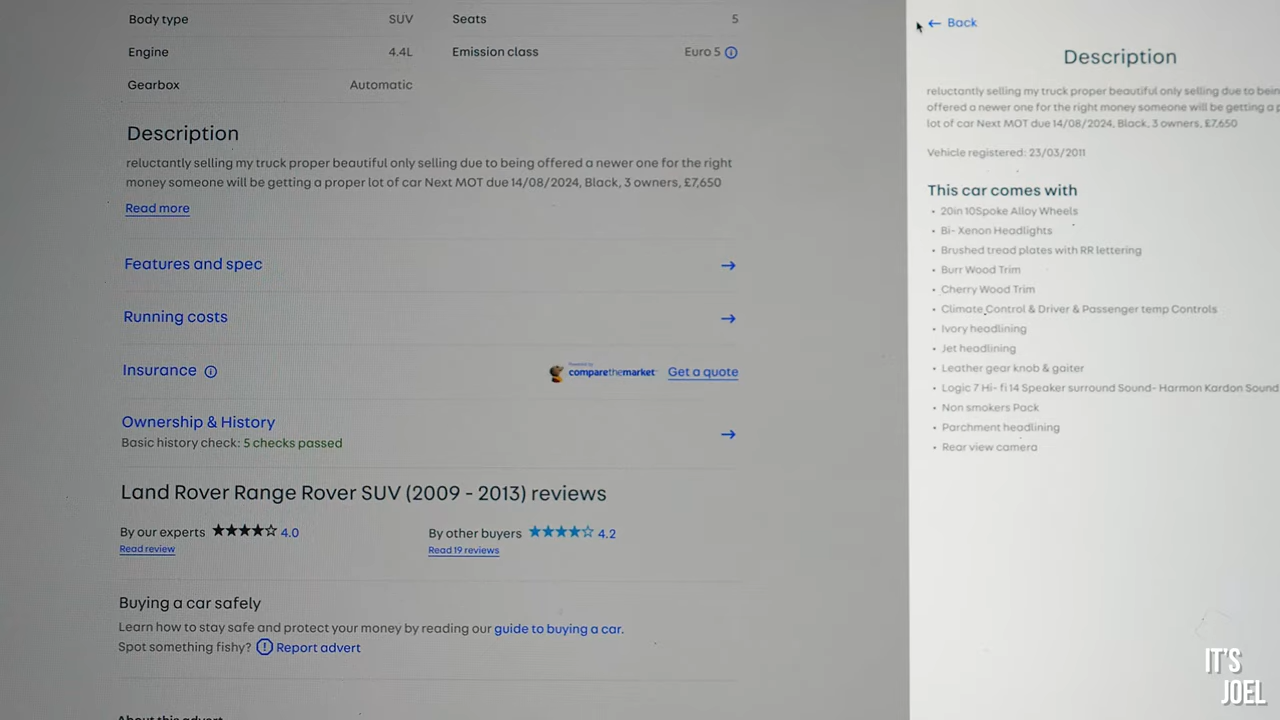 Body type SUV Seats 5
Engine 4.4L Emission class Euro 5
Gearbox Automatic
Description
reluctantly selling my truck proper beautiful only selling due to being offered a newer one for the right
money someone will be getting a proper lot of car Next MOT due 14/08/2024, Black, 3 owners, £7,650
Read more
Features and spec
Running costs
Insurance
Powered by
comparethemarket Get a quote
Ownership & History
Basic history check: 5 checks passed
Land Rover Range Rover SUV (2009 - 2013) reviews
By our experts 4.0 By other buyers 4.2
Read review Read 19 reviews
Buying a car safely
Learn how to stay safe and protect your money by reading our guide to buying a car.
Spot something fishy? Report advert
About this advert
← Back
Description
reluctantly selling my truck proper beautiful only selling due to bein
offered a newer one for the right money someone will be getting a p
lot of car Next MOT due 14/08/2024, Black, 3 owners, £7,650
Vehicle registered: 23/03/2011
This car comes with
• 20in 10Spoke Alloy Wheels
• Bi- Xenon Headlights
• Brushed tread plates with RR lettering
• Burr Wood Trim
• Cherry Wood Trim
• Climate Control & Driver & Passenger temp Controls
• Ivory headlining
• Jet headlining
• Leather gear knob & gaiter
• Logic 7 Hi- fi 14 Speaker surround Sound- Harmon Kardon Sound
• Non smokers Pack
• Parchment headlining
• Rear view camera
IT'S
JOEL